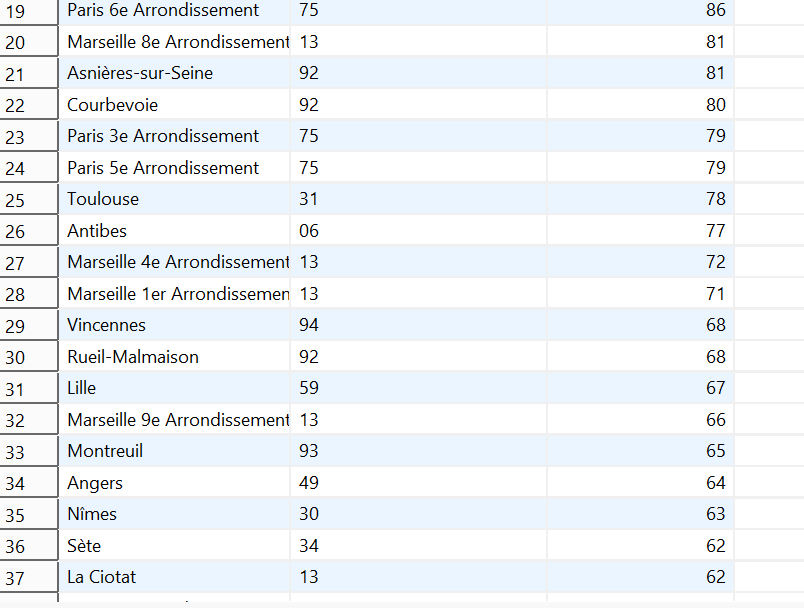 19 Paris 6e Arrondissement 75 86
20 Marseille 8e Arrondissement 13 81
21 Asnières-sur-Seine 92 81
22 Courbevoie 92 80
23 Paris 3e Arrondissement 75 79
24 Paris 5e Arrondissement 75 79
25 Toulouse 31 78
26 Antibes 06 77
27 Marseille 4e Arrondissement 13 72
28 Marseille 1er Arrondissemen 13 71
29 Vincennes 94 68
30 Rueil-Malmaison 92 68
31 Lille 59 67
32 Marseille 9e Arrondissement 13 66
33 Montreuil 93 65
34 Angers 49 64
35 Nîmes 30 63
36 Sète 34 62
37 La Ciotat 13 62